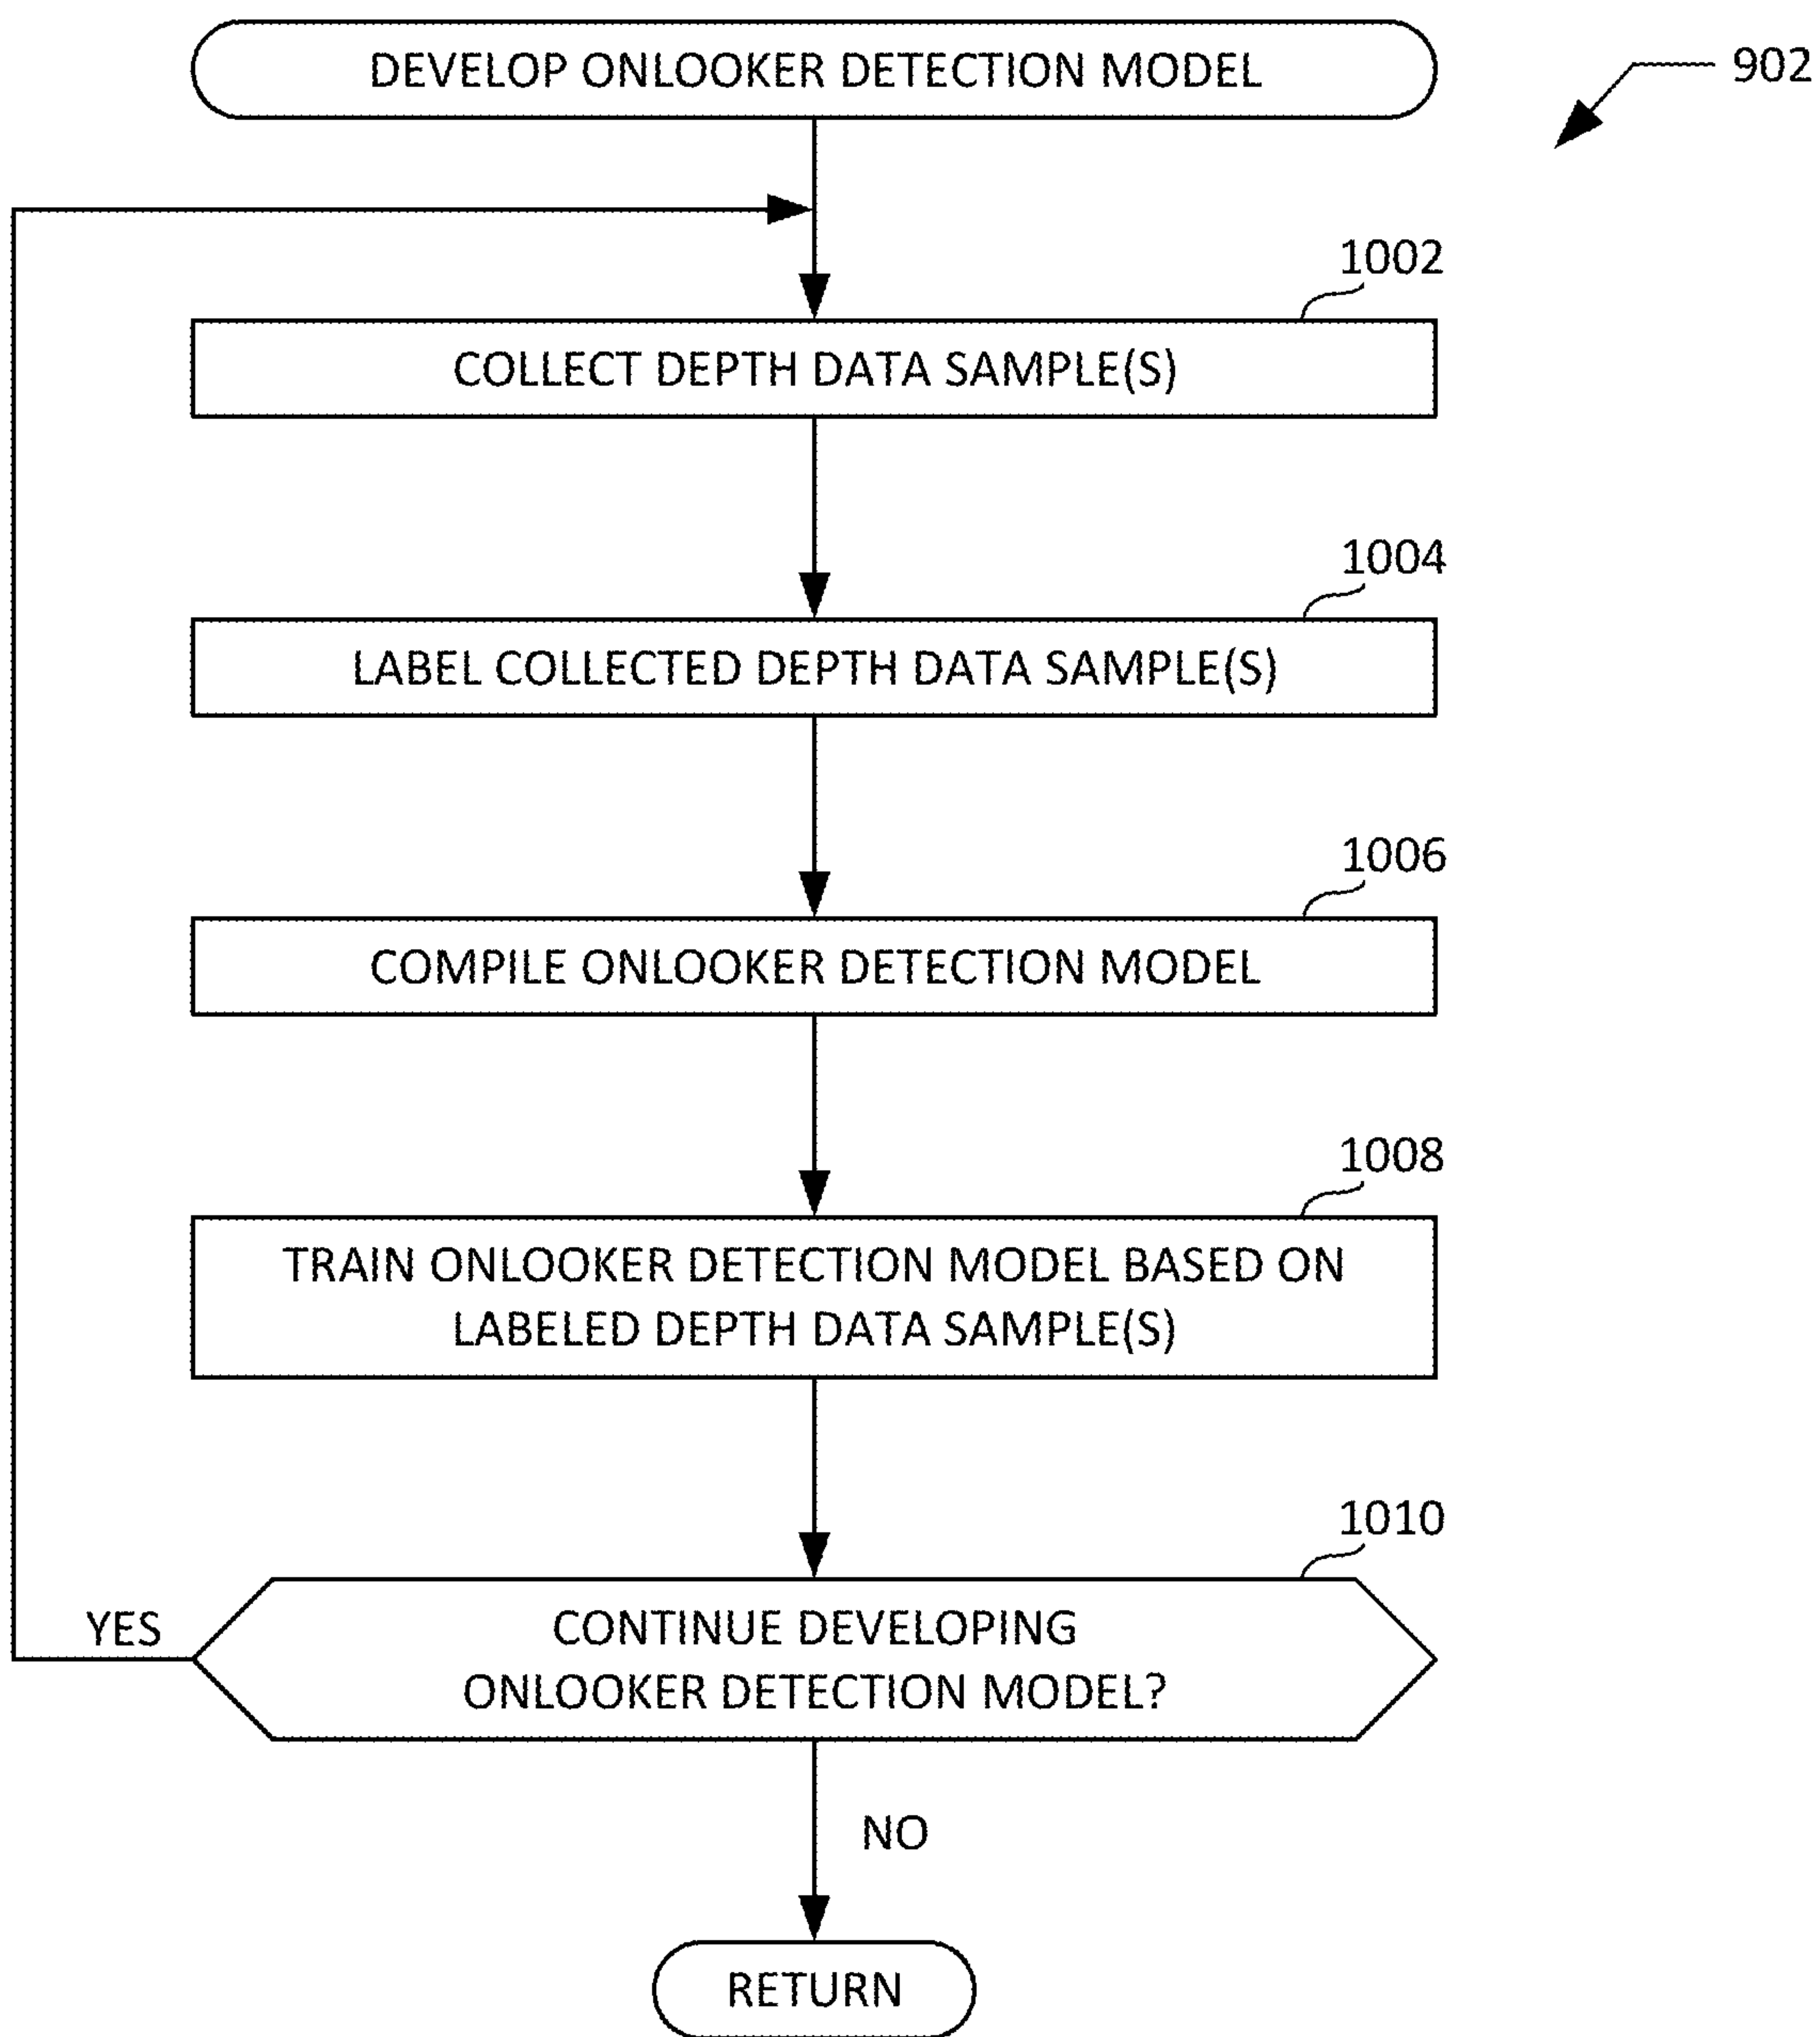 DEVELOP ONLOOKER DETECTION MODEL
902
1002
COLLECT DEPTH DATA SAMPLE(S)
1004
LABEL COLLECTED DEPTH DATA SAMPLE(S)
1006
COMPILE ONLOOKER DETECTION MODEL
1008
TRAIN ONLOOKER DETECTION MODEL BASED ON
LABELED DEPTH DATA SAMPLE(S)
1010
YES
CONTINUE DEVELOPING
ONLOOKER DETECTION MODEL?
NO
RETURN